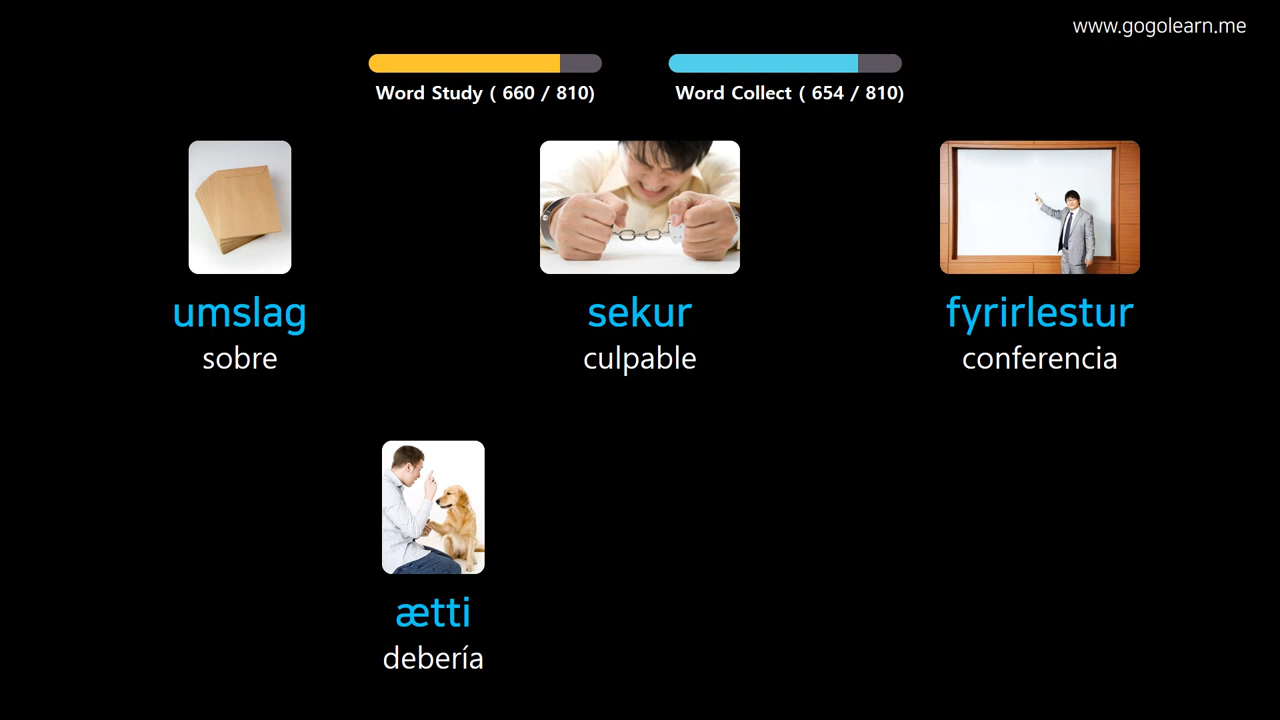 www.gogolearn.me
Word Study ( 660 / 810)
Word Collect ( 654 / 810)
umslag
sobre
sekur
culpable
fyrirlestur
conferencia
ætti
debería